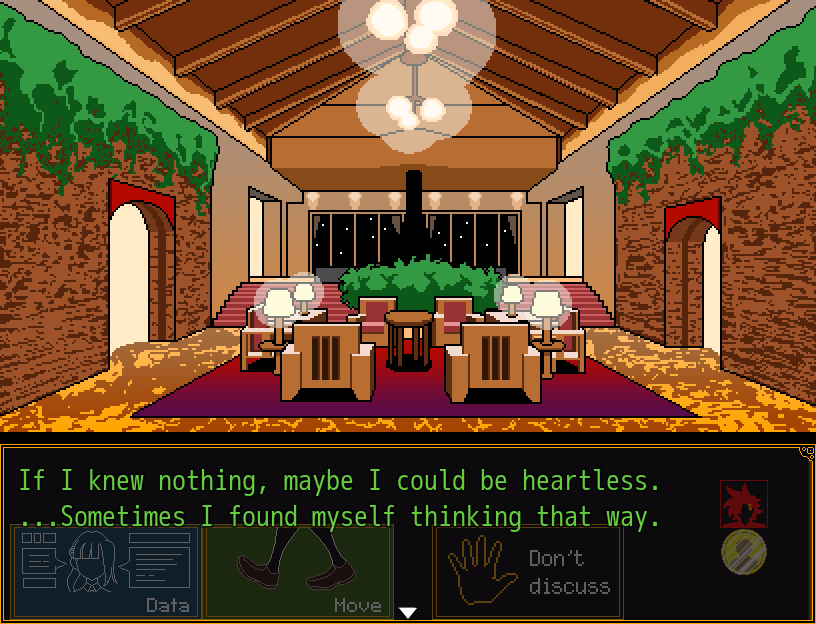 If I knew nothing, maybe I could be heartless.
...Sometimes I found myself thinking that way.
Don't
discuss
Data
Move